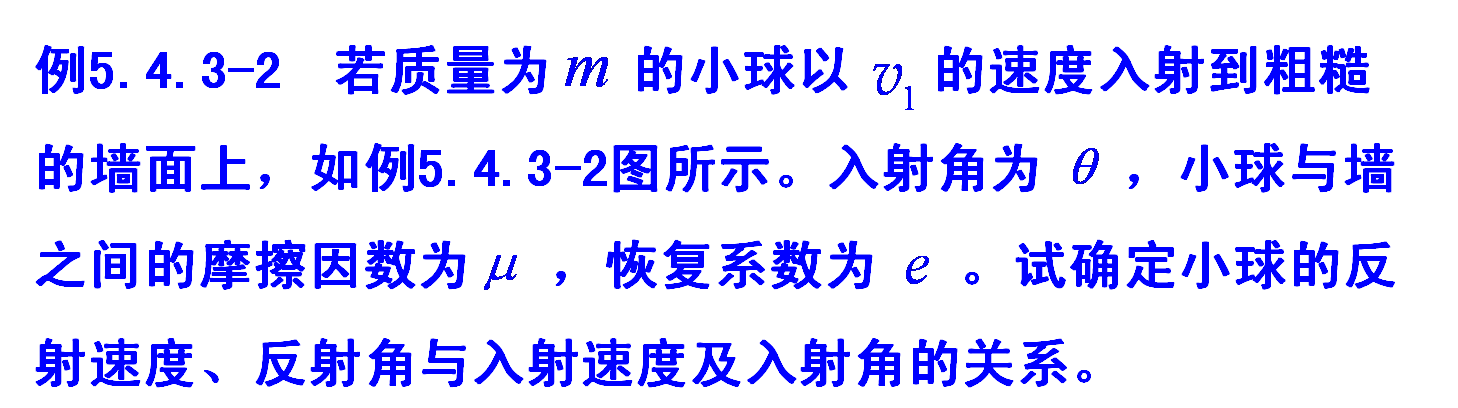 例5.4.3-2 若质量为 m 的小球以 v₁ 的速度入射到粗糙
的墙面上，如例5.4.3-2图所示。入射角为 θ ，小球与墙
之间的摩擦因数为 μ ，恢复系数为 e 。试确定小球的反
射速度、反射角与入射速度及入射角的关系。